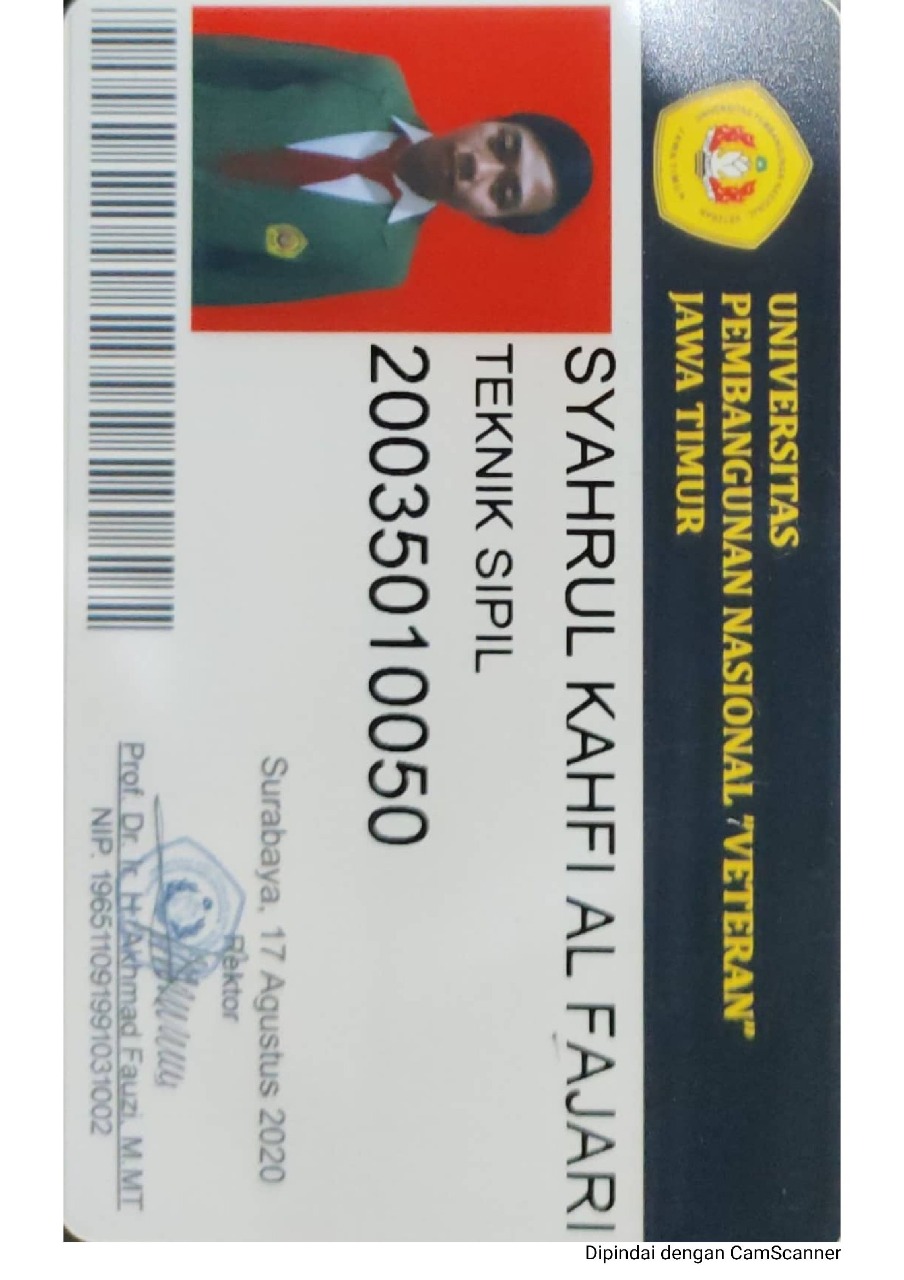 UNIVERSITAS
PEMBANGUNAN NASIONAL "VETERAN"
JAWA TIMUR
SYAHRUL KAHFI AL FAJARI
TEKNIK SIPIL
20035010050
Surabaya, 17 Agustus 2020
Rektor
Prof. Dr. Ir. H. Akhmad Fauzi, M.MT
NIP. 196511091991031002
Dipindai dengan CamScanner